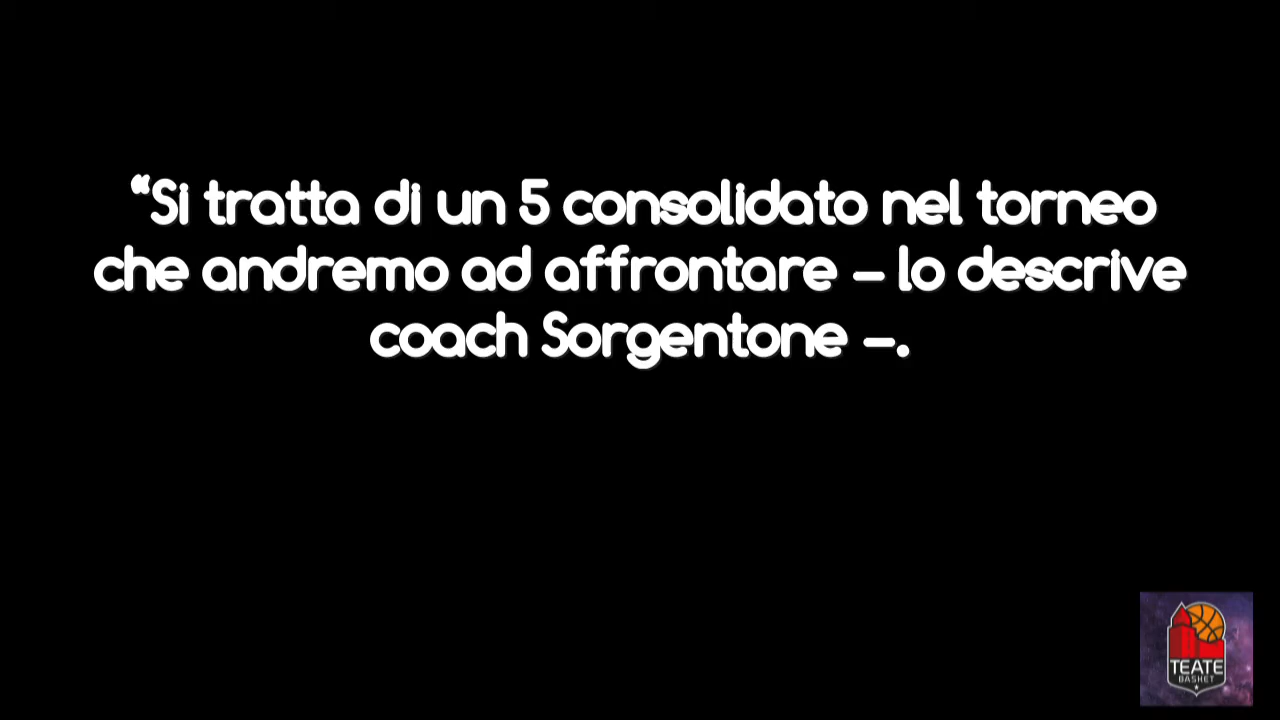 “Si tratta di un 5 consolidato nel torneo
che andremo ad affrontare – lo descrive
coach Sorgentone –.
TEATE
BASKET